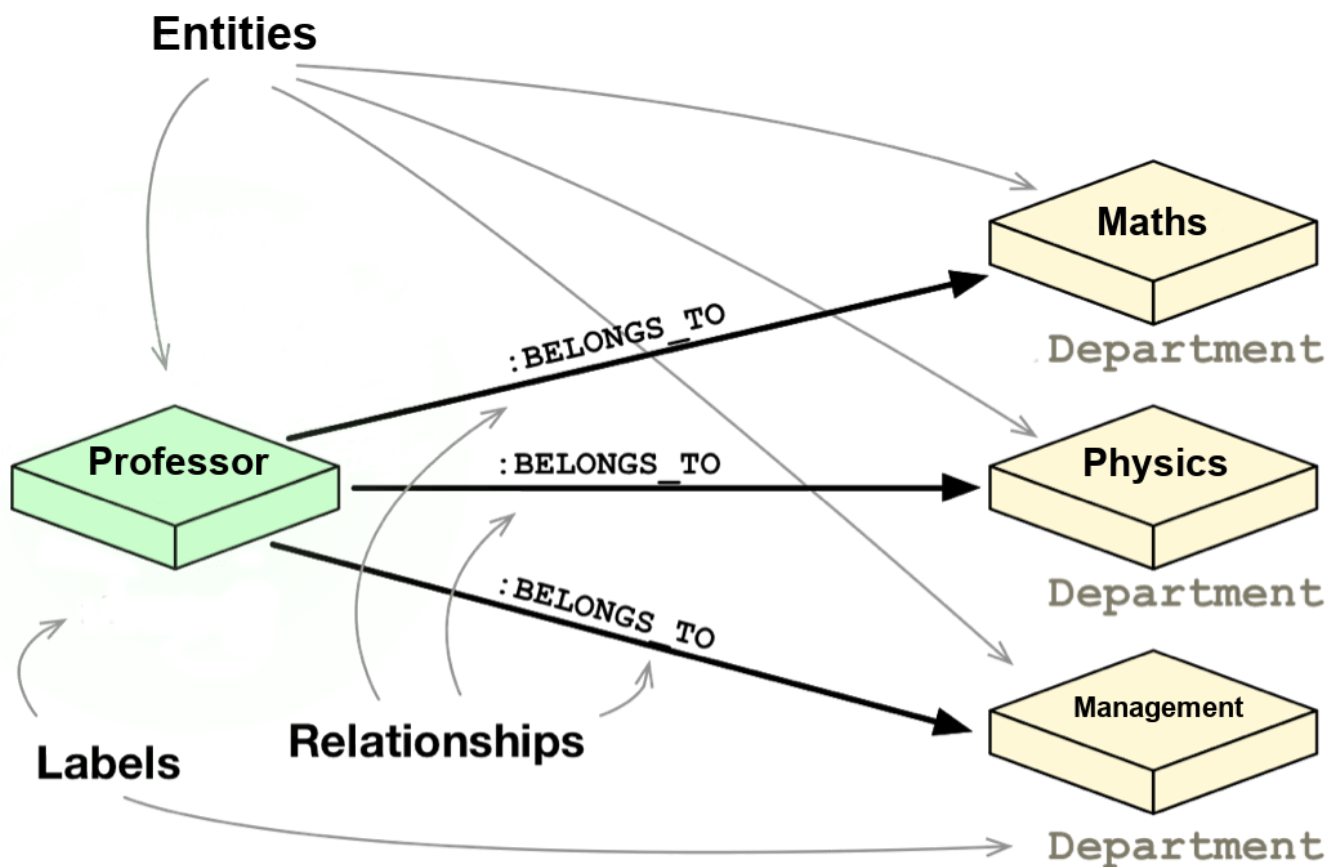 Entities
Maths
Department
:BELONGS_TO
Professor
:BELONGS_TO
Physics
Department
:BELONGS_TO
Management
Relationships
Labels
Department